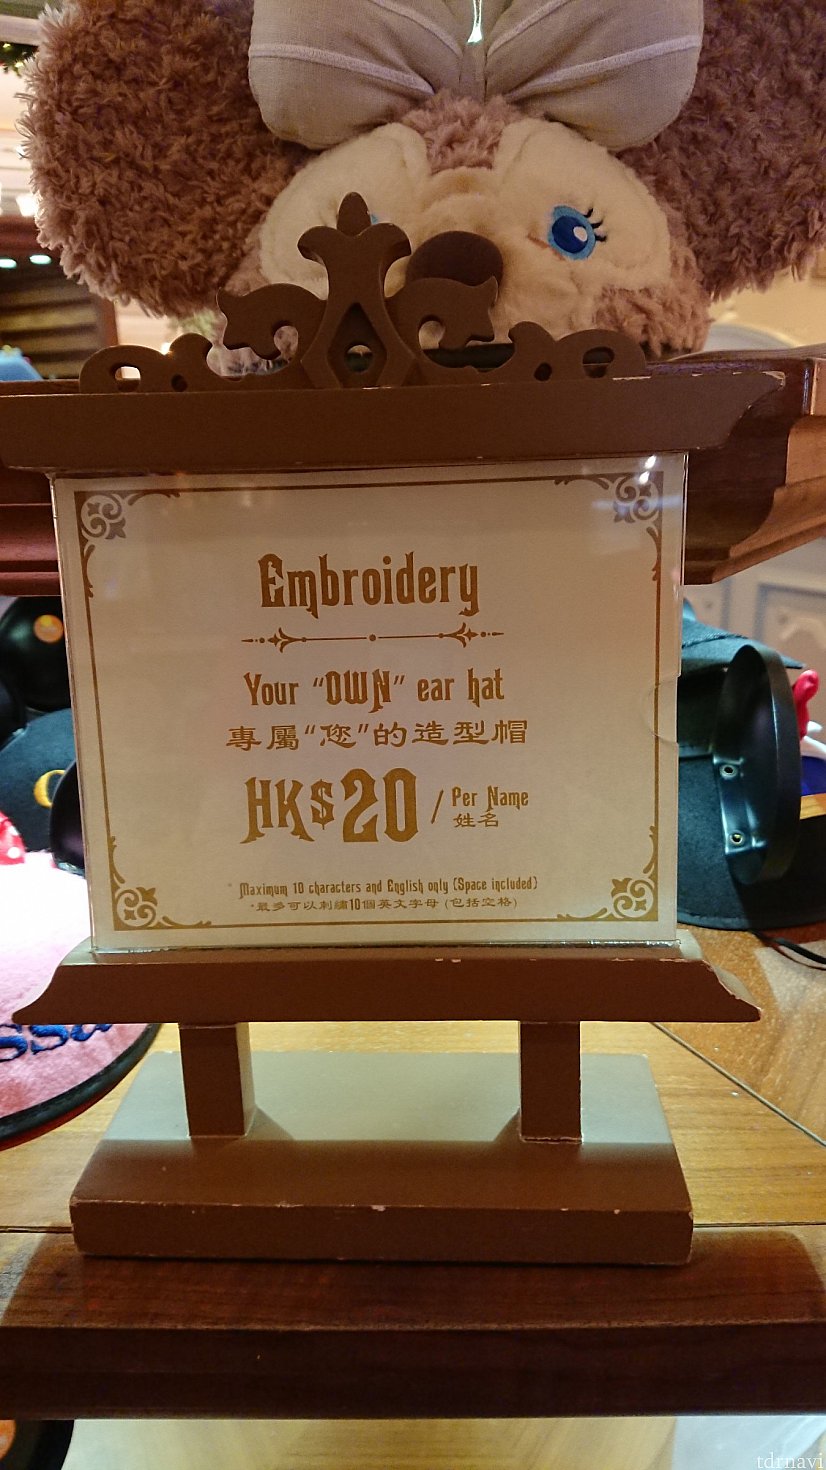 Embroidery
Your “OWN” ear hat
專屬“您”的造型帽
HK$20 / Per Name
姓名
* Maximum 10 characters and English only (Space included)
*最多可以刺繡10個英文字母 (包括空格)
ssa
tdrnavi